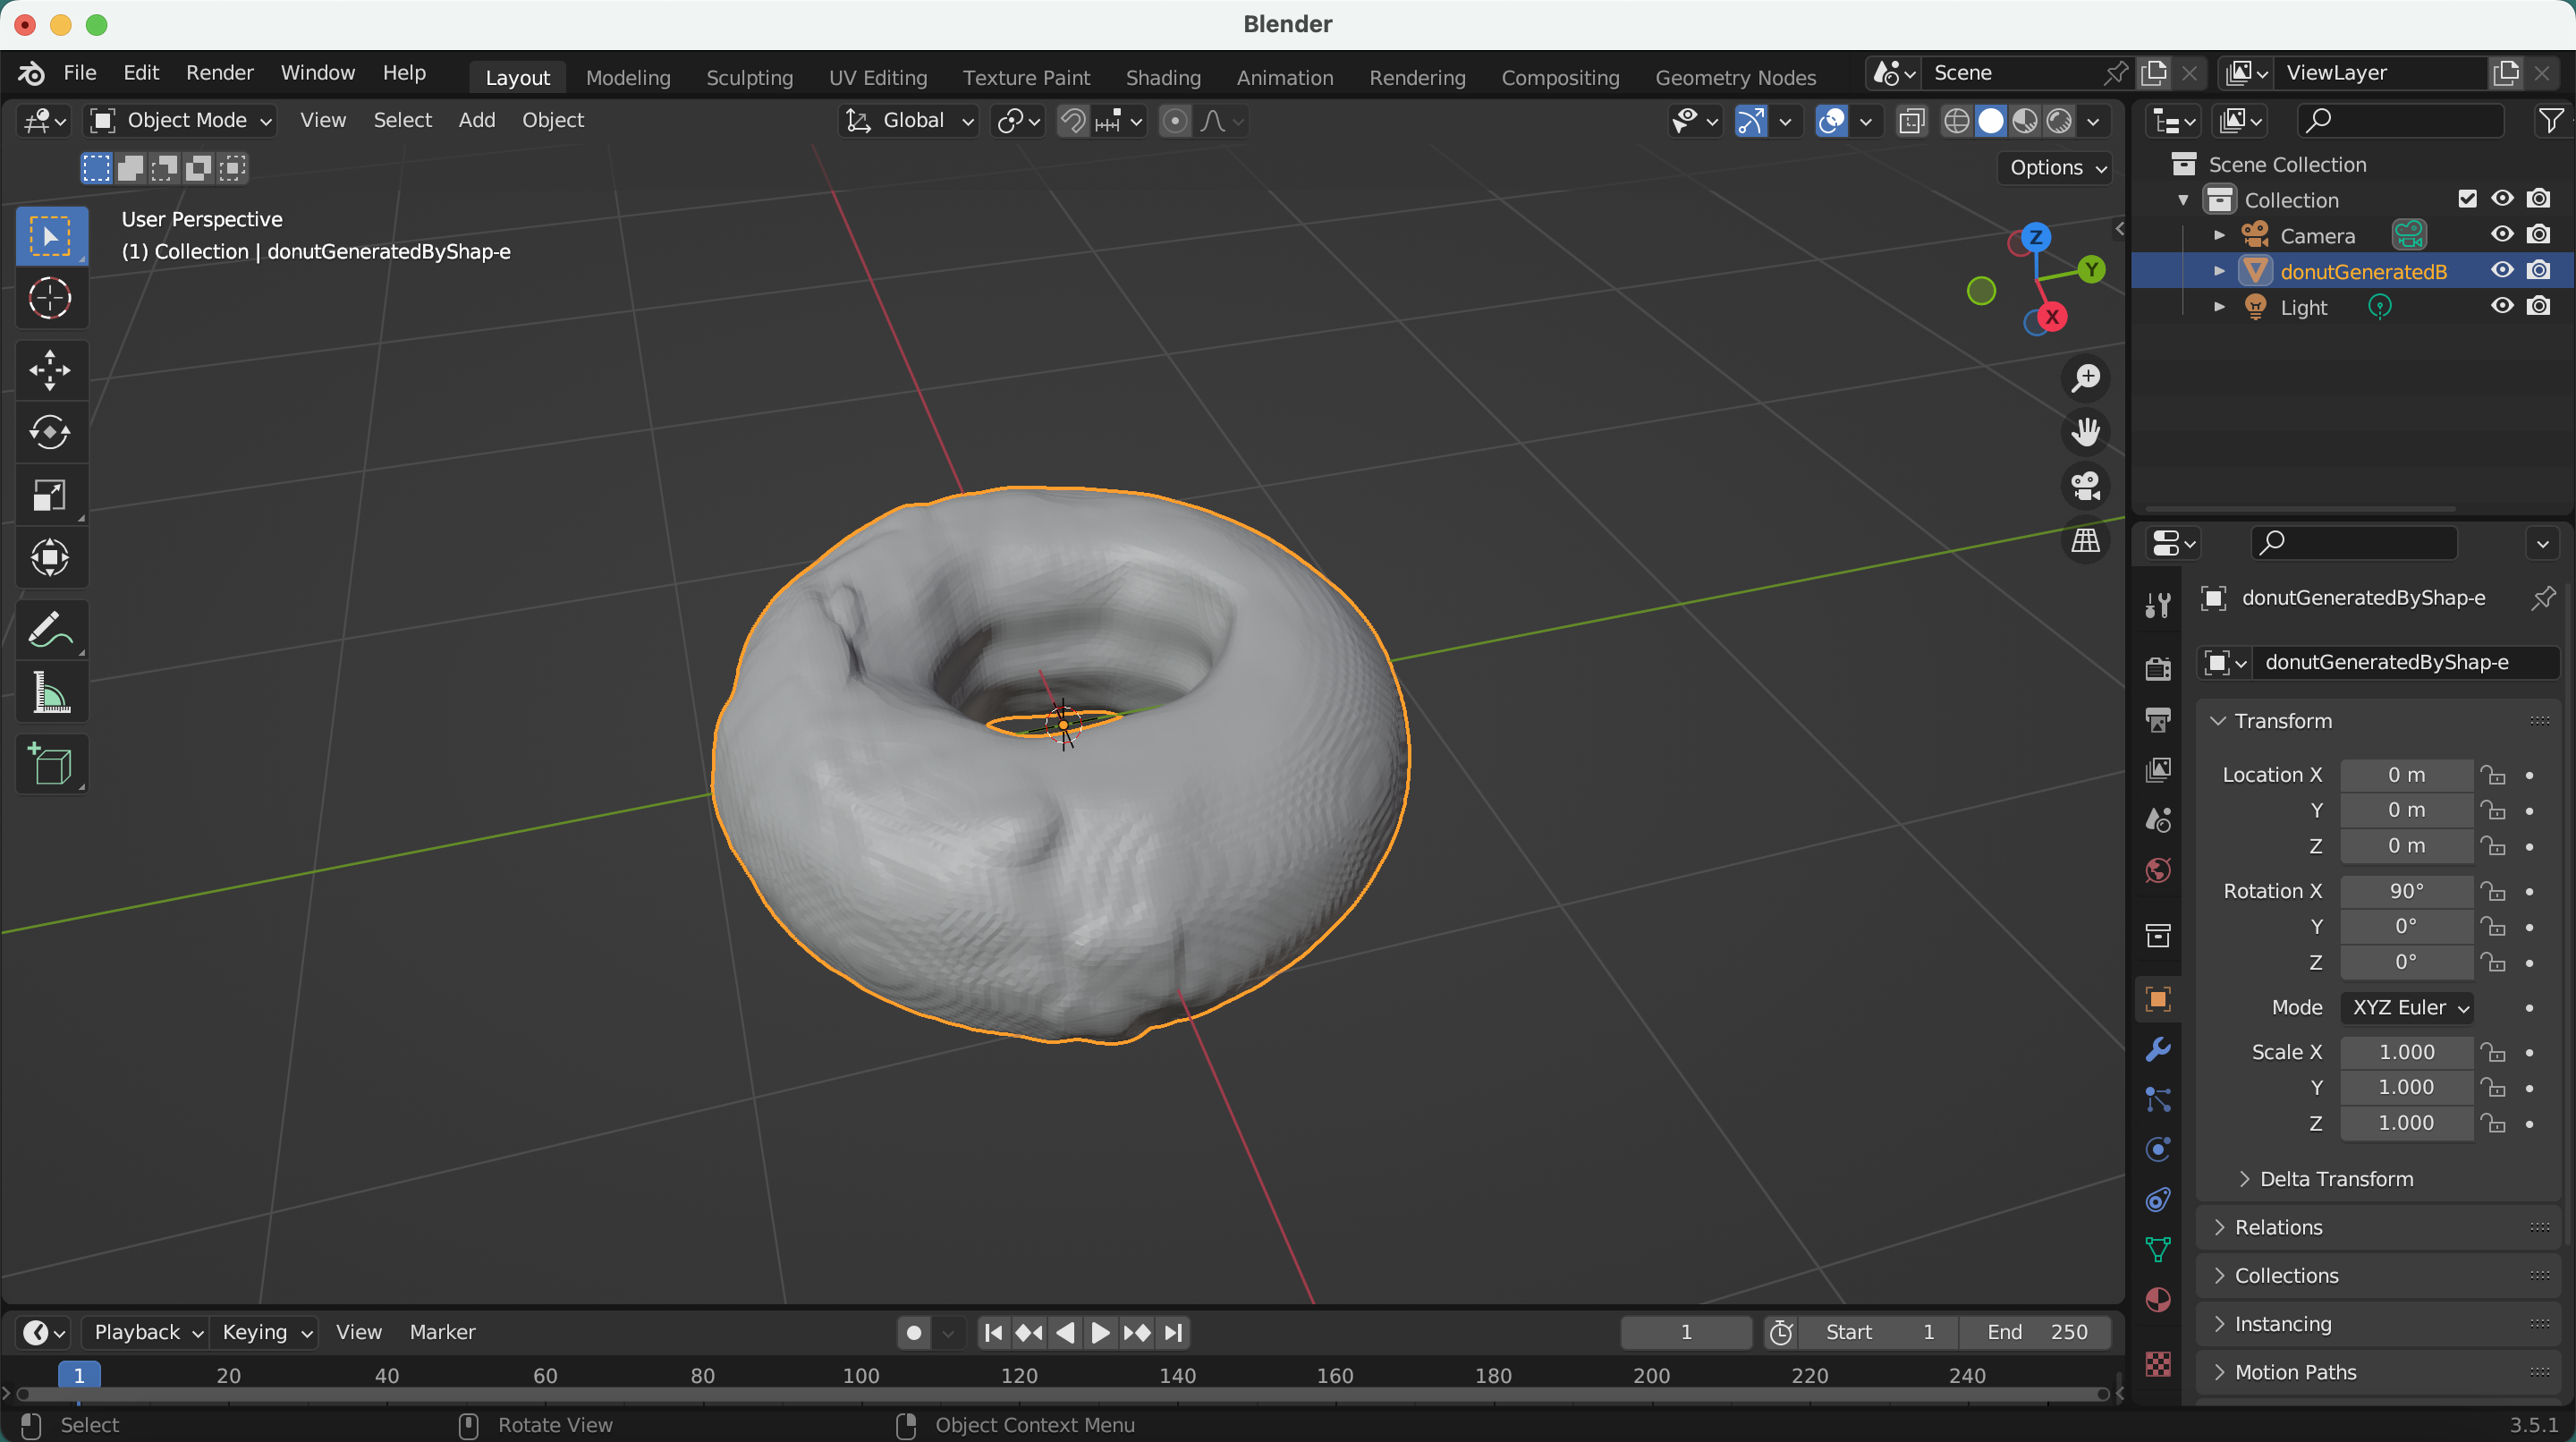 Blender
File Edit Render Window Help Layout Modeling Sculpting UV Editing Texture Paint Shading Animation Rendering Compositing Geometry Nodes Scene ViewLayer
Object Mode View Select Add Object Global
Options
User Perspective
(1) Collection | donutGeneratedByShap-e
Z
Y
X
Scene Collection
Collection
Camera
donutGeneratedB
Light
donutGeneratedByShap-e
donutGeneratedByShap-e
Transform
Location X 0 m
Y 0 m
Z 0 m
Rotation X 90°
Y 0°
Z 0°
Mode XYZ Euler
Scale X 1.000
Y 1.000
Z 1.000
Delta Transform
Relations
Collections
Instancing
Motion Paths
Playback Keying View Marker 1 Start 1 End 250
1 20 40 60 80 100 120 140 160 180 200 220 240
Select Rotate View Object Context Menu 3.5.1